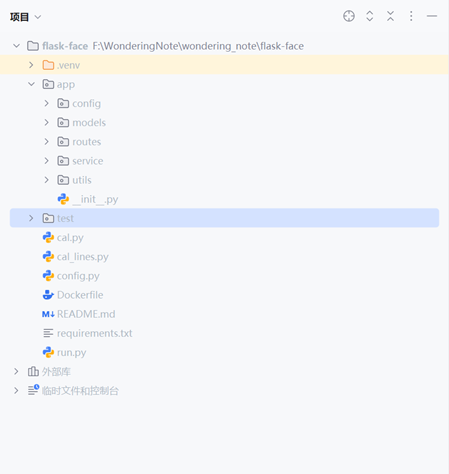 项目
flask-face F:\WonderingNote\wondering_note\flask-face
.venv
app
config
models
routes
service
utils
__init__.py
test
cal.py
cal_lines.py
config.py
Dockerfile
M↓ README.md
requirements.txt
run.py
外部库
临时文件和控制台